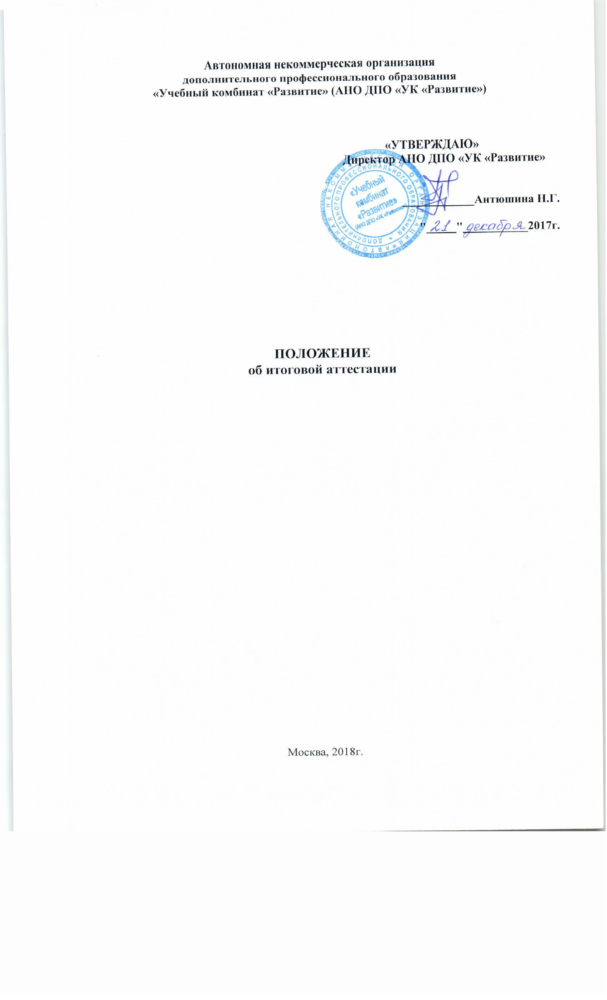 Автономная некоммерческая организация
дополнительного профессионального образования
«Учебный комбинат «Развитие» (АНО ДПО «УК «Развитие»)
«УТВЕРЖДАЮ»
Директор АНО ДПО «УК «Развитие»
АВТОНОМНАЯ НЕКОММЕРЧЕСКАЯ ОРГАНИЗАЦИЯ *
ДОПОЛНИТЕЛЬНОГО ПРОФЕССИОНАЛЬНОГО ОБРАЗОВАНИЯ *
«Учебный
комбинат
«Развитие»
(АНО ДПО «УК «Развитие»)
____________Антюшина Н.Г.
"21" декабря 2017г.
ПОЛОЖЕНИЕ
об итоговой аттестации
Москва, 2018г.